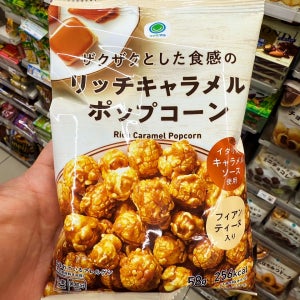 ザクザクとした食感の
リッチキャラメル
ポップコーン
Rich Caramel Popcorn
イタリア産
キャラメル
ソース
使用
フィアン
ティーヌ
入り
58g
256kcal